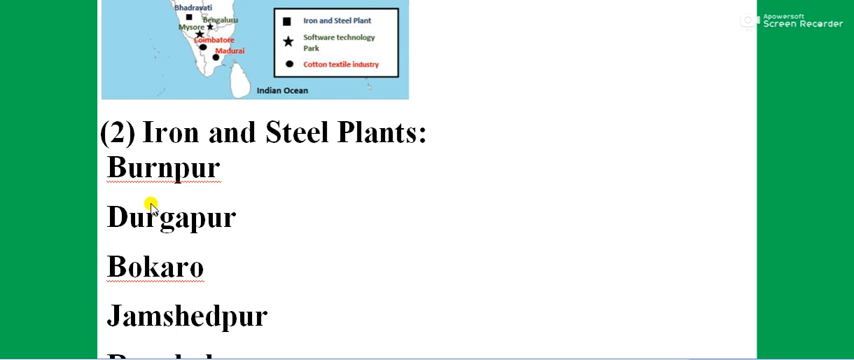 Bhadravati
Bengalusu
Mysore
Coimbatore
Madurai
Iron and Steel Plant
Software technology
Park
Cotton textile industry
Indian Ocean
Apowersoft
Screen Recorder
(2) Iron and Steel Plants:
Burnpur
Durgapur
Bokaro
Jamshedpur